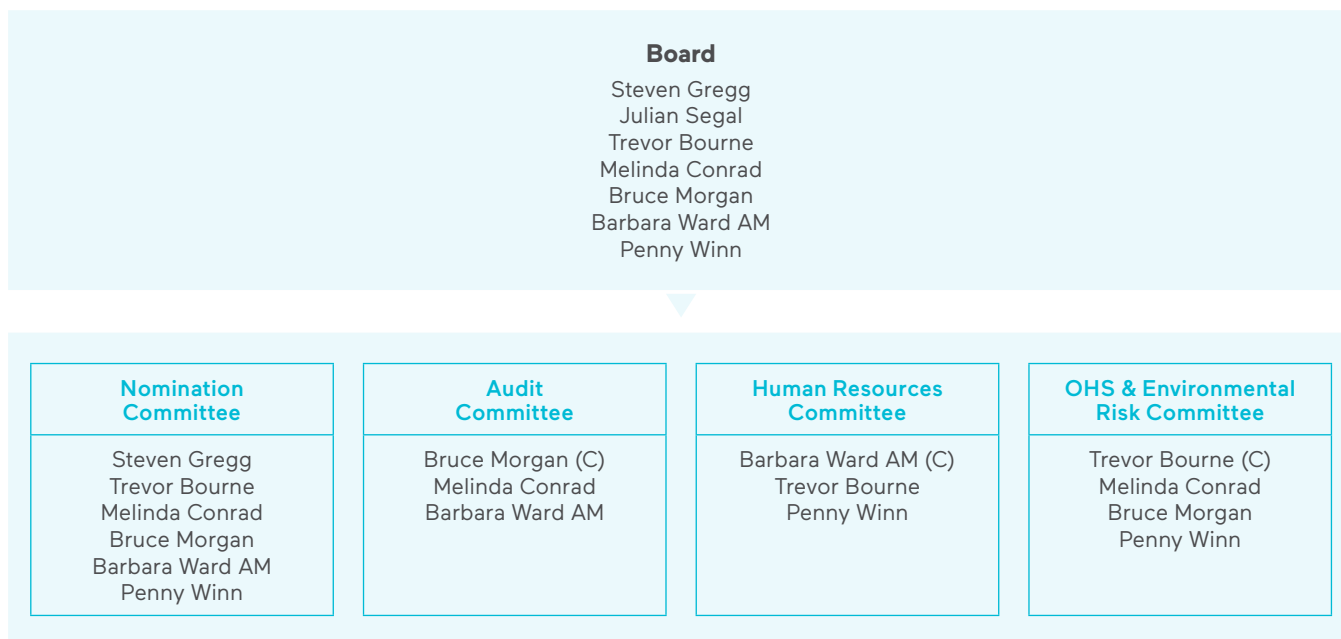 Board
Steven Gregg
Julian Segal
Trevor Bourne
Melinda Conrad
Bruce Morgan
Barbara Ward AM
Penny Winn
Nomination
Committee
Steven Gregg
Trevor Bourne
Melinda Conrad
Bruce Morgan
Barbara Ward AM
Penny Winn
Audit
Committee
Bruce Morgan (C)
Melinda Conrad
Barbara Ward AM
Human Resources
Committee
Barbara Ward AM (C)
Trevor Bourne
Penny Winn
OHS & Environmental
Risk Committee
Trevor Bourne (C)
Melinda Conrad
Bruce Morgan
Penny Winn